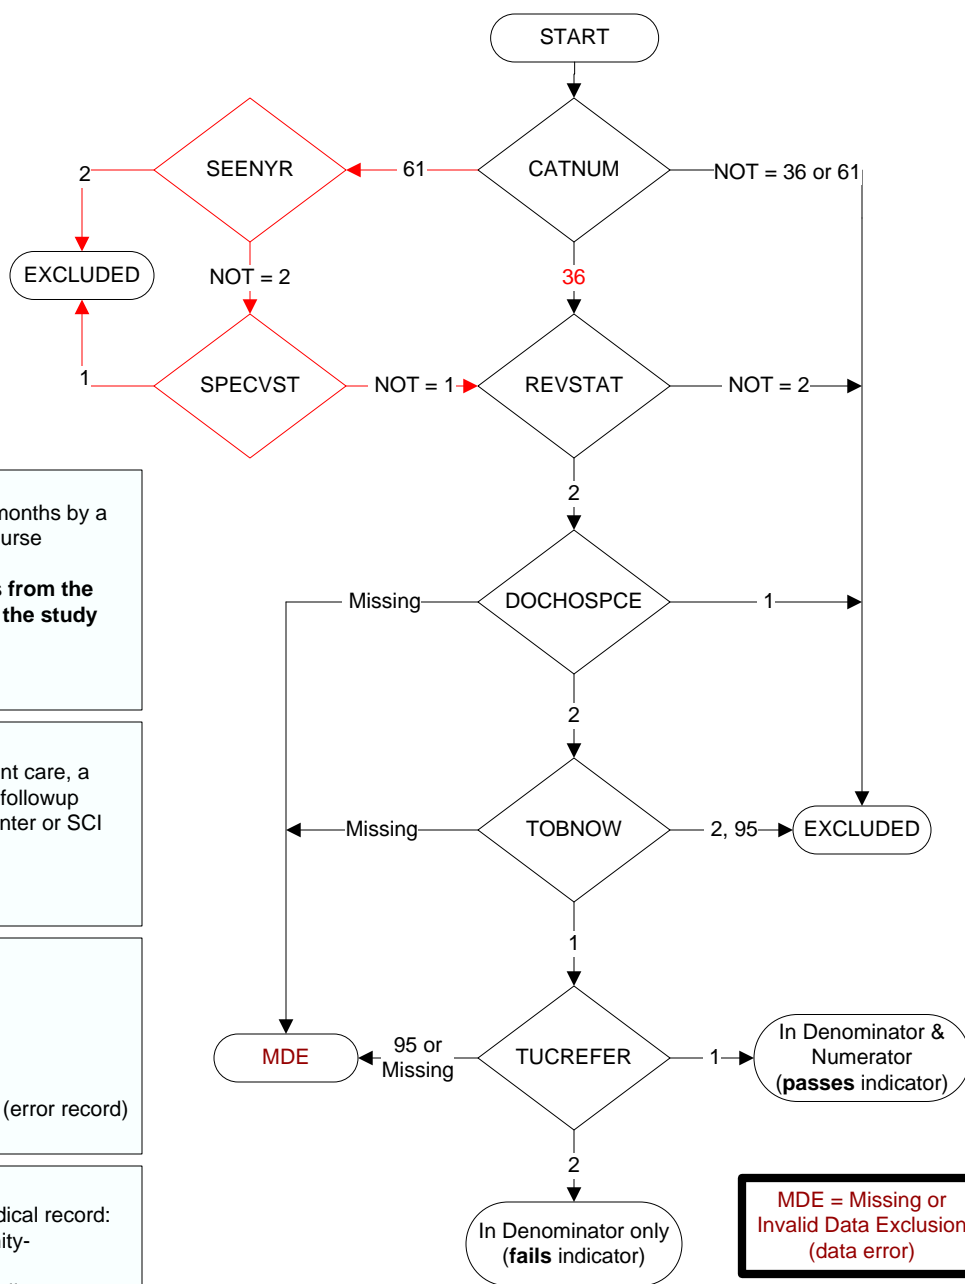 START
SEENYR
CATNUM
2
61
NOT = 36 or 61
EXCLUDED
NOT = 2
36
1
SPECVST
NOT = 1
REVSTAT
NOT = 2
2
months by a
urse
s from the
the study
Missing
DOCHOSPCE
1
2
nt care, a
followup
nter or SCI
Missing
TOBNOW
2, 95
EXCLUDED
1
MDE
95 or
Missing
TUCREFER
1
In Denominator &
Numerator
(passes indicator)
(error record)
2
dical record:
nity-
In Denominator only
(fails indicator)
MDE = Missing or
Invalid Data Exclusion
(data error)